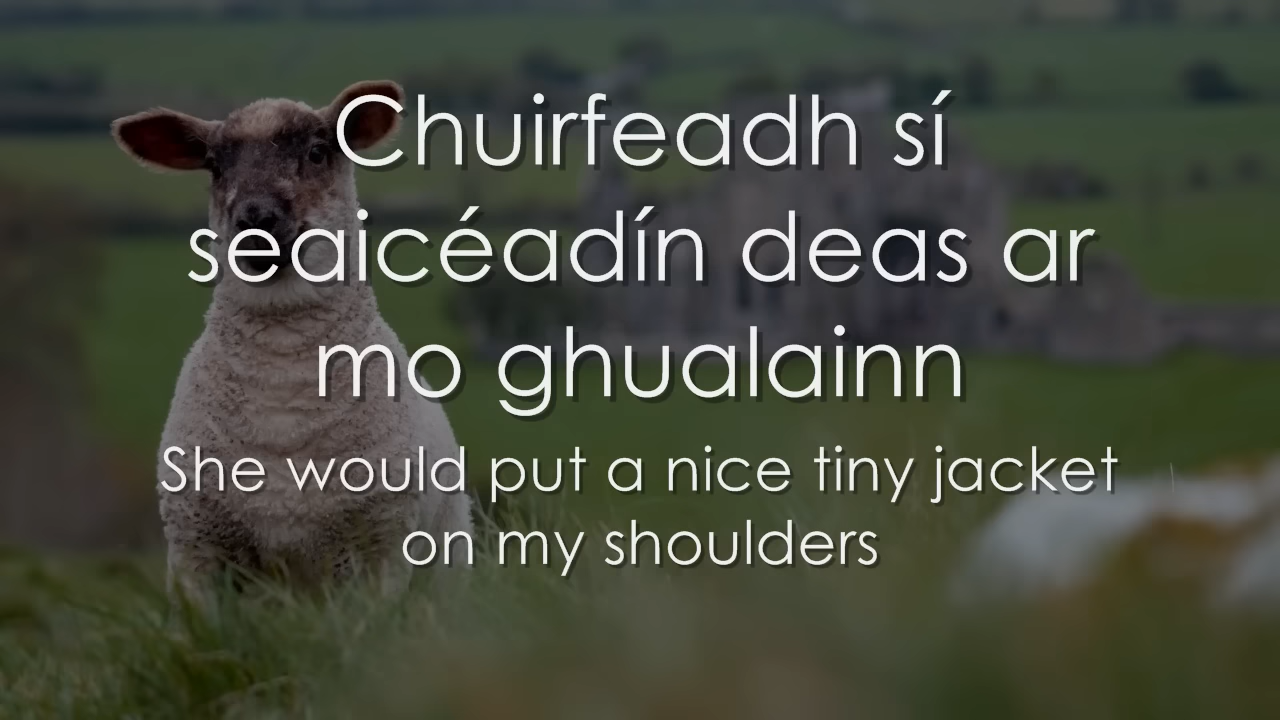 Chuirfeadh sí
seaicéadín deas ar
mo ghualainn
She would put a nice tiny jacket
on my shoulders